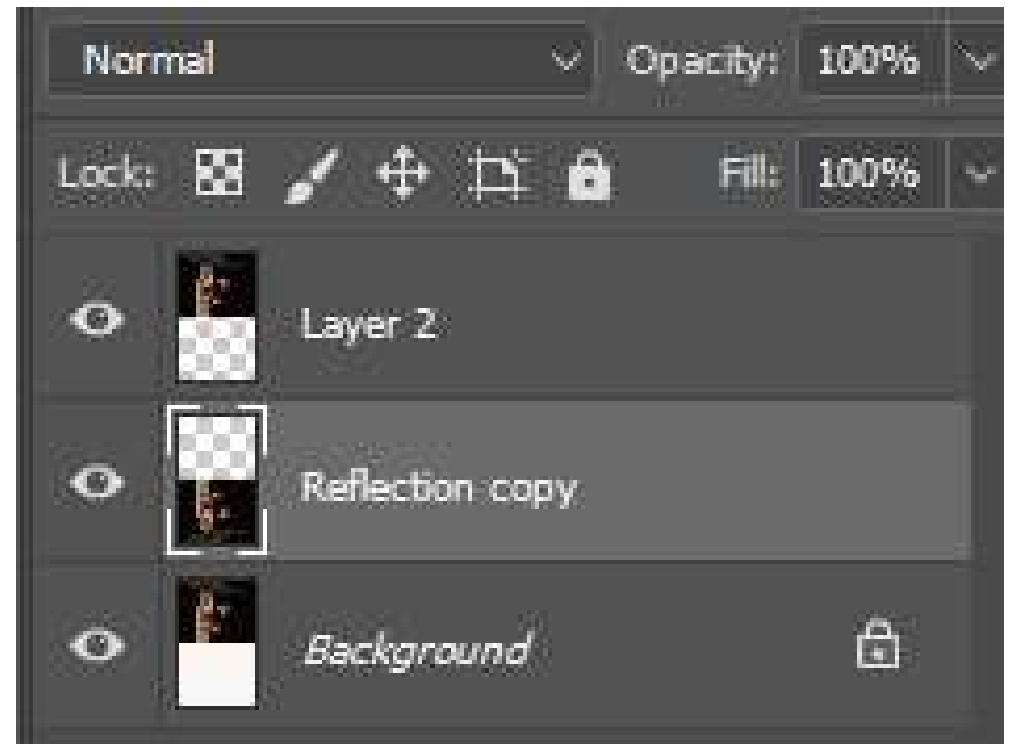 Normal Opacity: 100%
Lock: Fill: 100%
Layer 2
Reflection copy
Background